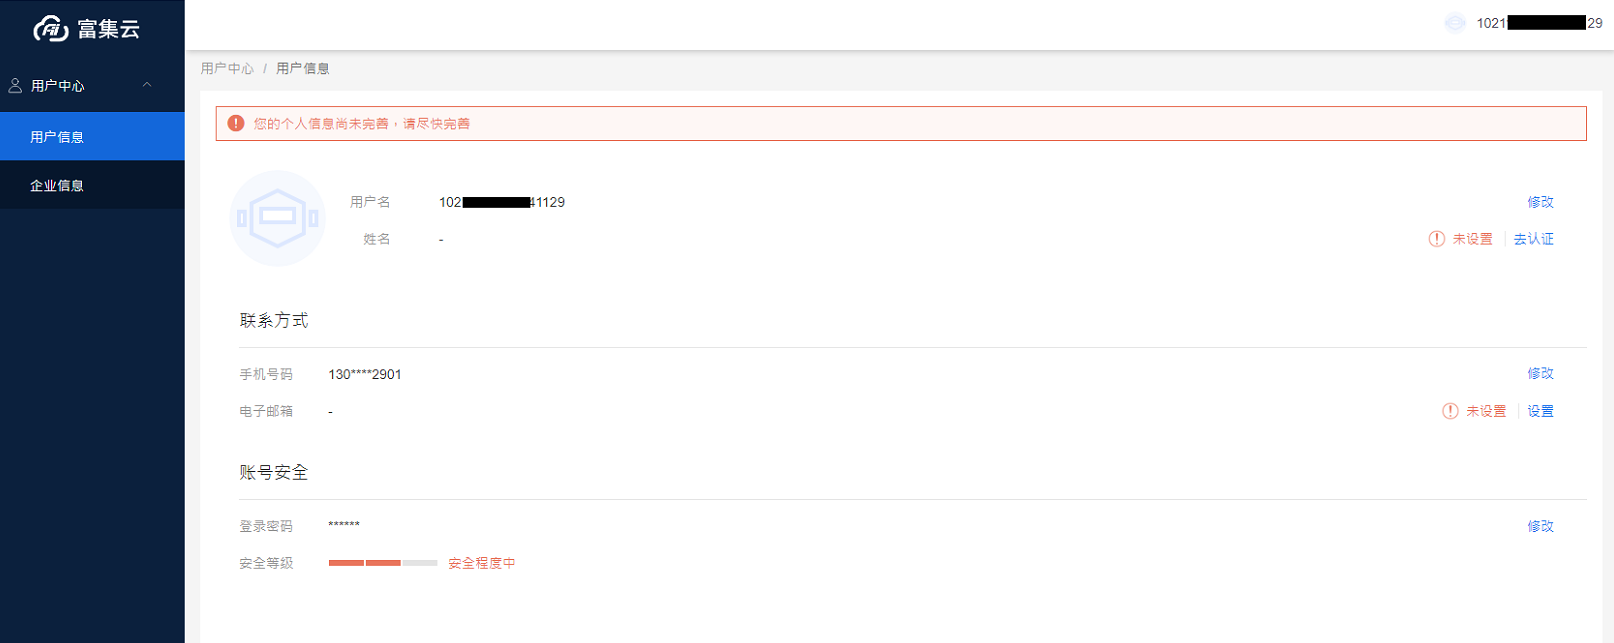 富集云
1021 29
用户中心
用户中心 / 用户信息
您的个人信息尚未完善，请尽快完善
用户信息
企业信息
用户名 102 41129 修改
姓名 - 未设置 去认证
联系方式
手机号码 130****2901 修改
电子邮箱 - 未设置 设置
账号安全
登录密码 ****** 修改
安全等级 安全程度中